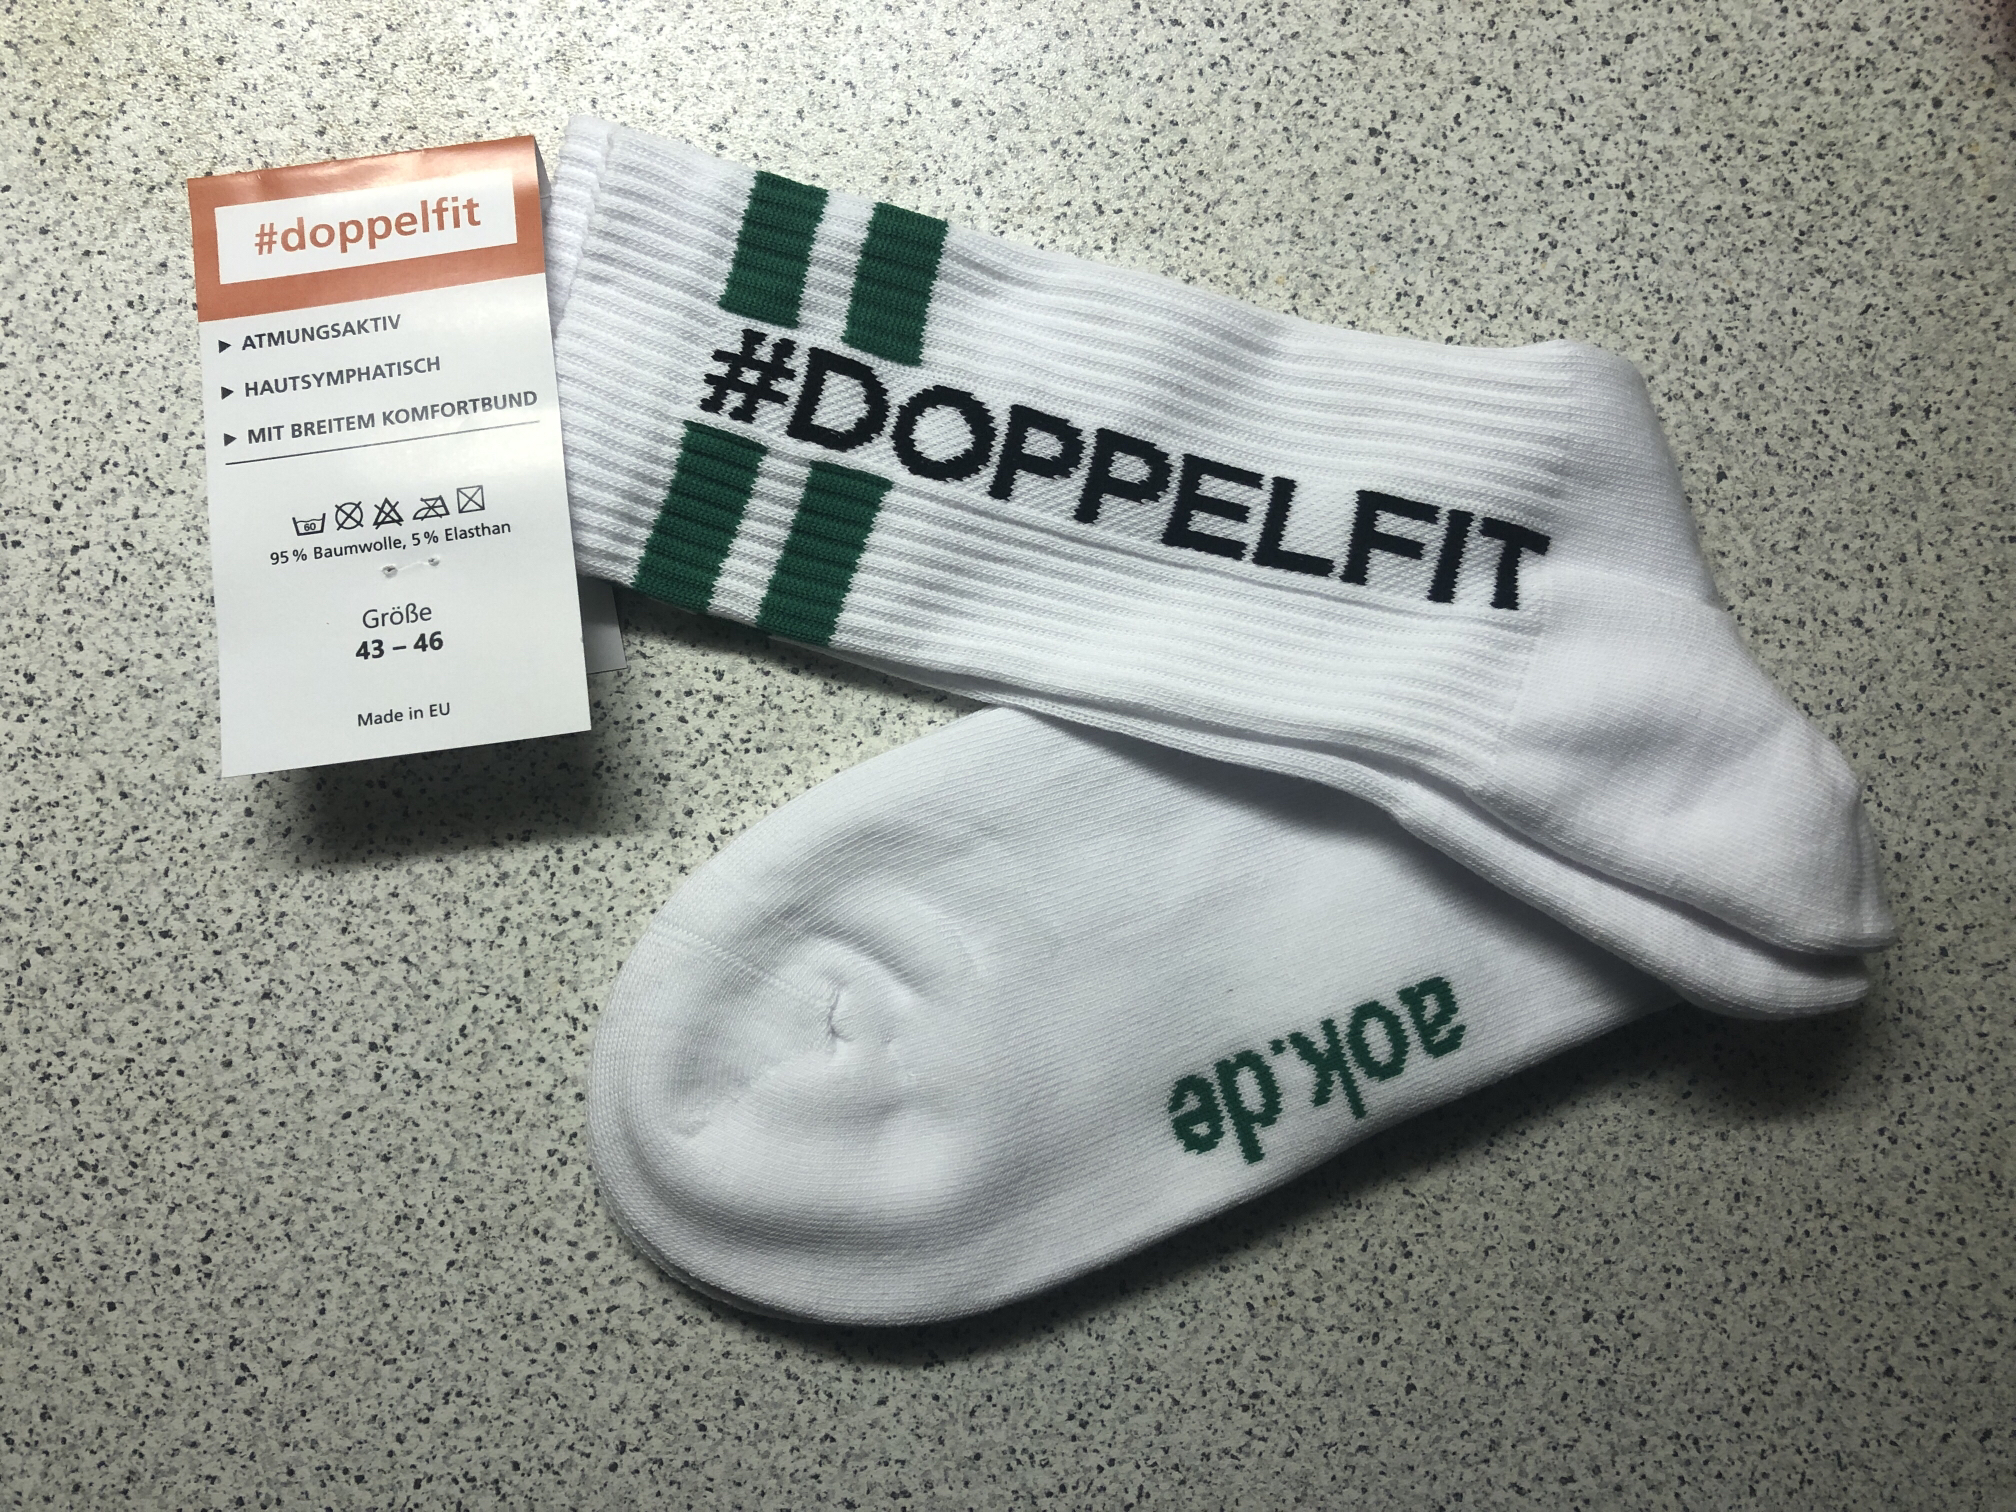 #doppelfit
► ATMUNGSAKTIV
► HAUTSYMPHATISCH
► MIT BREITEM KOMFORTBUND
60
95 % Baumwolle, 5 % Elasthan
Größe
43 – 46
Made in EU
#DOPPELFIT
aok.de